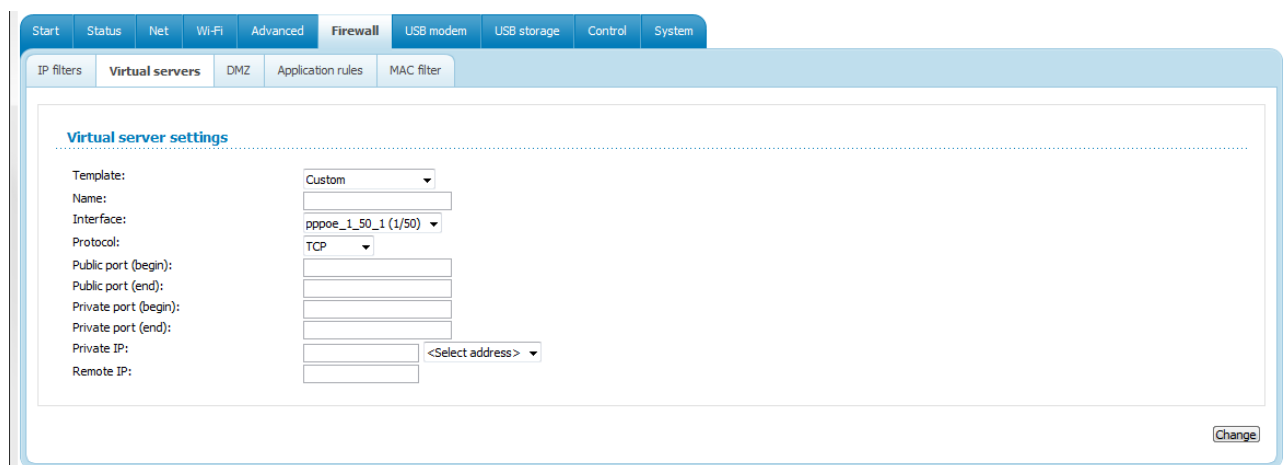 Start Status Net Wi-Fi Advanced Firewall USB modem USB storage Control System
IP filters Virtual servers DMZ Application rules MAC filter
Virtual server settings
Template: Custom
Name:
Interface: pppoe_1_50_1 (1/50)
Protocol: TCP
Public port (begin):
Public port (end):
Private port (begin):
Private port (end):
Private IP: <Select address>
Remote IP:
Change